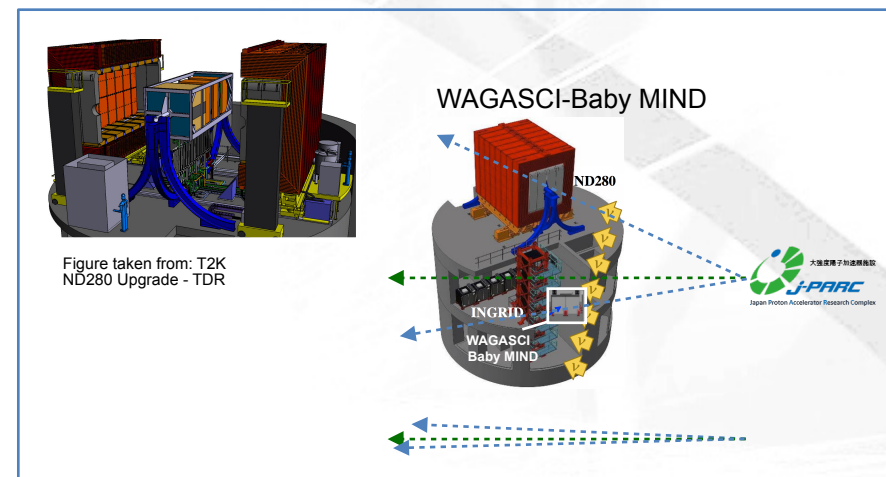 WAGASCI-Baby MIND
ND280
ν
ν
ν
ν
ν
ν
ν
Figure taken from: T2K
ND280 Upgrade - TDR
大強度陽子加速器施設
J-PARC
Japan Proton Accelerator Research Complex
INGRID
WAGASCI
Baby MIND